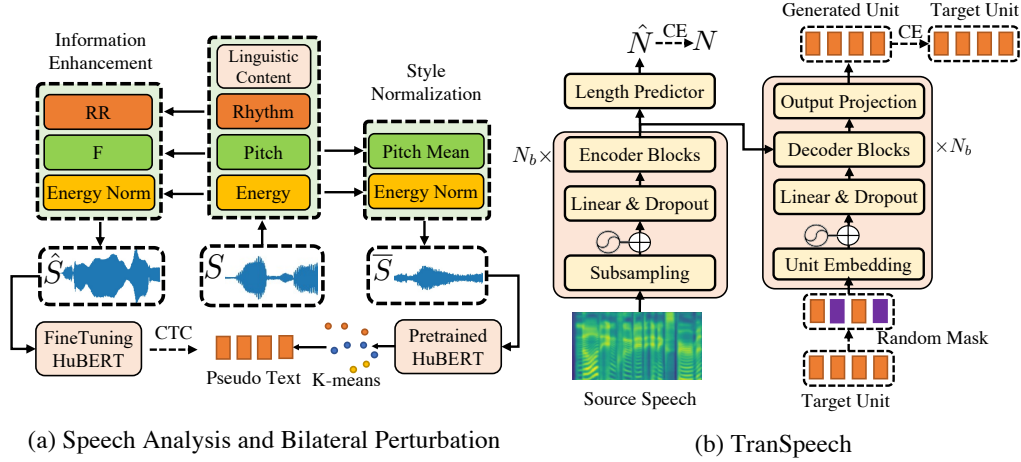 Information
Enhancement
RR
F
Energy Norm
Linguistic
Content
Rhythm
Pitch
Energy
Style
Normalization
Pitch Mean
Energy Norm
Ŝ
S
S̅
FineTuning
HuBERT
CTC
Pseudo Text
K-means
Pretrained
HuBERT
(a) Speech Analysis and Bilateral Perturbation
N̂ CE N
Length Predictor
N_b ×
Encoder Blocks
Linear & Dropout
Subsampling
Source Speech
Generated Unit
CE
Target Unit
Output Projection
Decoder Blocks
× N_b
Linear & Dropout
Unit Embedding
Random Mask
Target Unit
(b) TranSpeech